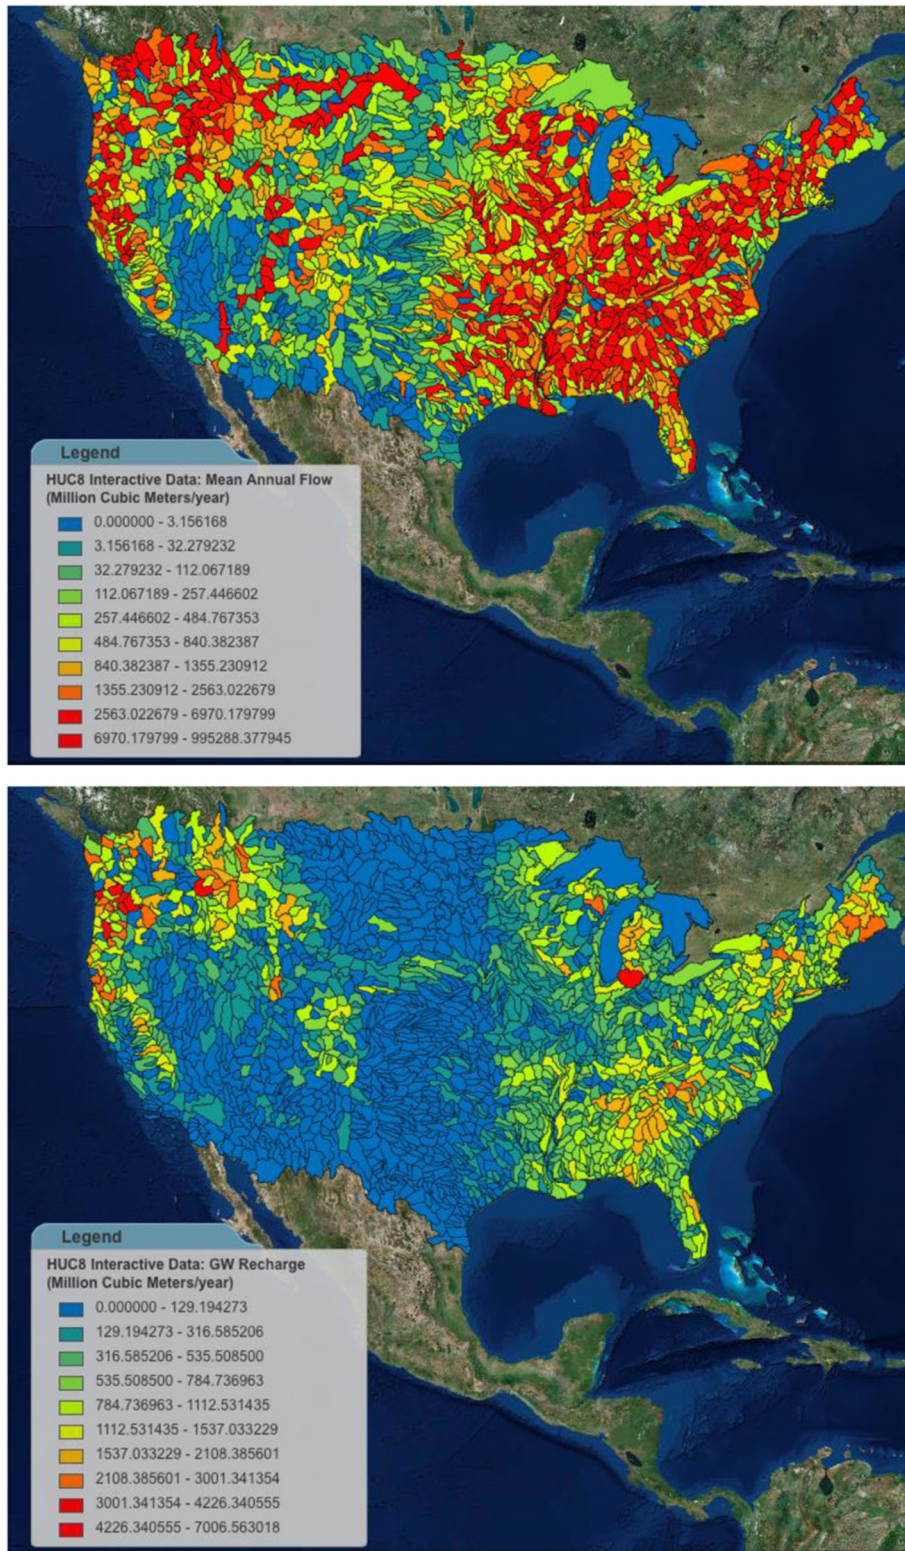 Legend
HUC8 Interactive Data: Mean Annual Flow
(Million Cubic Meters/year)
0.000000 - 3.156168
3.156168 - 32.279232
32.279232 - 112.067189
112.067189 - 257.446602
257.446602 - 484.767353
484.767353 - 840.382387
840.382387 - 1355.230912
1355.230912 - 2563.022679
2563.022679 - 6970.179799
6970.179799 - 995288.377945
Legend
HUC8 Interactive Data: GW Recharge
(Million Cubic Meters/year)
0.000000 - 129.194273
129.194273 - 316.585206
316.585206 - 535.508500
535.508500 - 784.736963
784.736963 - 1112.531435
1112.531435 - 1537.033229
1537.033229 - 2108.385601
2108.385601 - 3001.341354
3001.341354 - 4226.340555
4226.340555 - 7006.563018